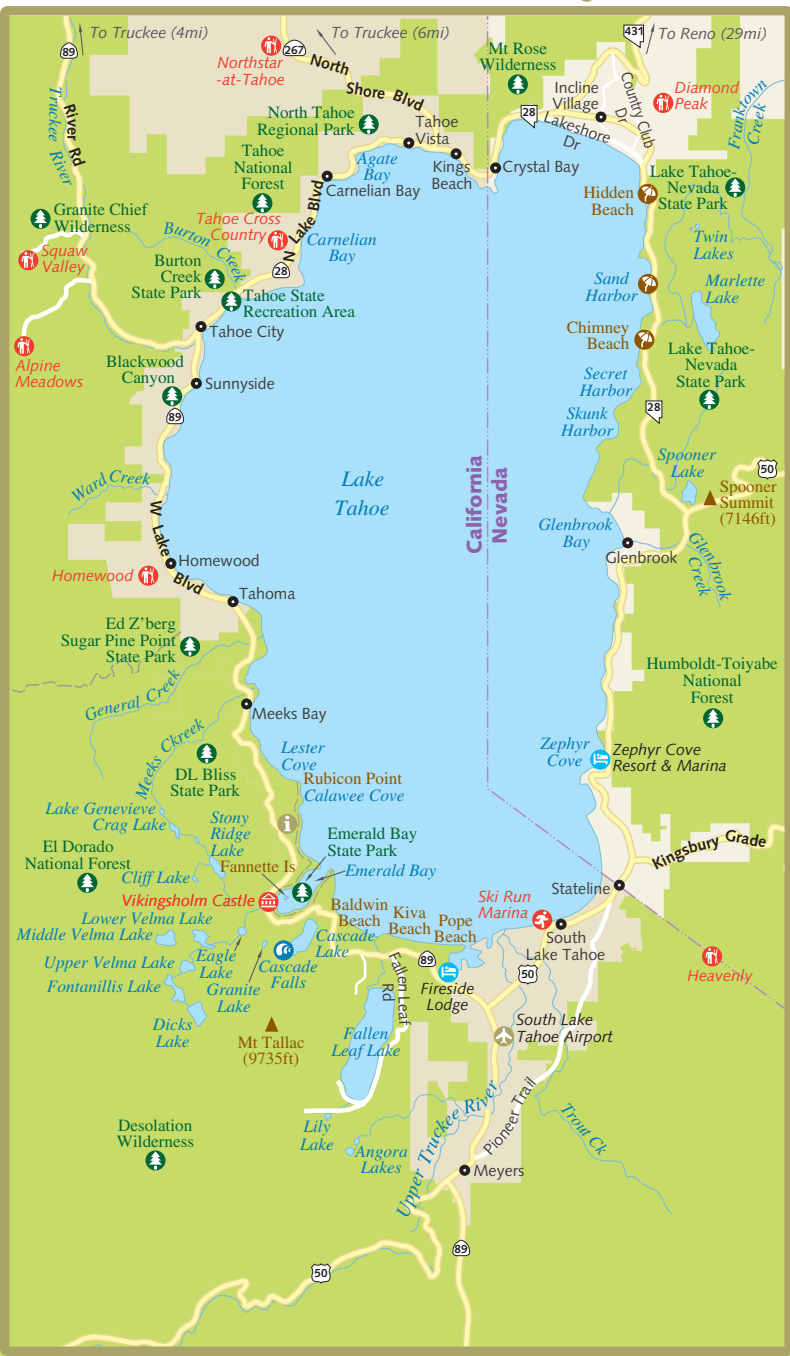 To Truckee (4mi)
To Truckee (6mi)
431
To Reno (29mi)
89
267
Northstar
-at-Tahoe
North
Shore Blvd
Mt Rose
Wilderness
Incline
Village
Country Club
Dr
Diamond
Peak
Franktown
Creek
River Rd
Truckee River
North Tahoe
Regional Park
Tahoe
Vista
28
Lakeshore
Dr
Tahoe
National
Forest
Agate
Bay
Kings
Beach
Crystal Bay
Carnelian Bay
Hidden
Beach
Lake Tahoe-
Nevada
State Park
Granite Chief
Wilderness
Tahoe Cross
Country
N Lake Blvd
Carnelian
Bay
Burton Creek
Squaw
Valley
Burton
Creek
State Park
28
Twin
Lakes
Sand
Harbor
Marlette
Lake
Tahoe State
Recreation Area
Tahoe City
Chimney
Beach
Alpine
Meadows
Blackwood
Canyon
Sunnyside
Lake Tahoe-
Nevada
State Park
Secret
Harbor
89
Skunk
Harbor
28
Ward Creek
Lake
Tahoe
California
Nevada
Spooner
Lake
50
Spooner
Summit
(7146ft)
W Lake
Blvd
Glenbrook
Bay
Glenbrook
Glenbrook
Creek
Homewood
Homewood
Tahoma
Ed Z'berg
Sugar Pine Point
State Park
Humboldt-Toiyabe
National
Forest
General Creek
Meeks Bay
Meeks Ckreek
Lester
Cove
Zephyr
Cove
Zephyr Cove
Resort & Marina
DL Bliss
State Park
Rubicon Point
Calawee Cove
Lake Genevieve
Crag Lake
Stony
Ridge
Lake
Emerald Bay
State Park
Kingsbury Grade
El Dorado
National Forest
Cliff Lake
Fannette Is
Emerald Bay
Stateline
Vikingsholm Castle
Baldwin
Beach
Kiva
Beach
Pope
Beach
Ski Run
Marina
Lower Velma Lake
Middle Velma Lake
Cascade
Lake
South
Lake Tahoe
Upper Velma Lake
Eagle
Lake
Cascade
Falls
89
50
Heavenly
Fontanillis Lake
Granite
Lake
Fallen Leaf
Rd
Fireside
Lodge
Dicks
Lake
Mt Tallac
(9735ft)
Fallen
Leaf Lake
South Lake
Tahoe Airport
Desolation
Wilderness
Lily
Lake
Angora
Lakes
Upper Truckee River
Pioneer Trail
Trout Ck
Meyers
89
50